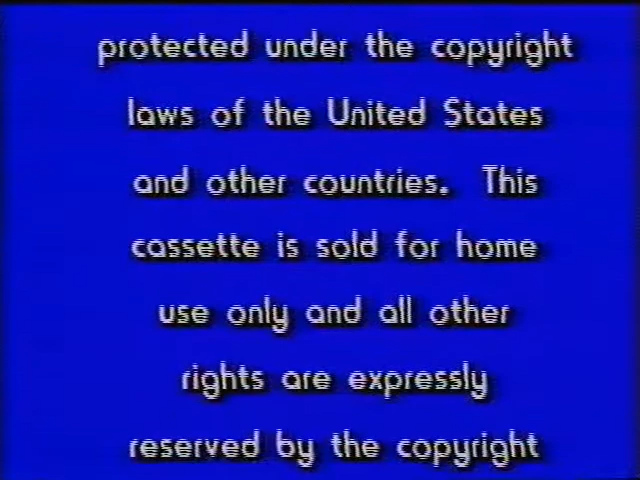 protected under the copyright
laws of the United States
and other countries. This
cassette is sold for home
use only and all other
rights are expressly
reserved by the copyright